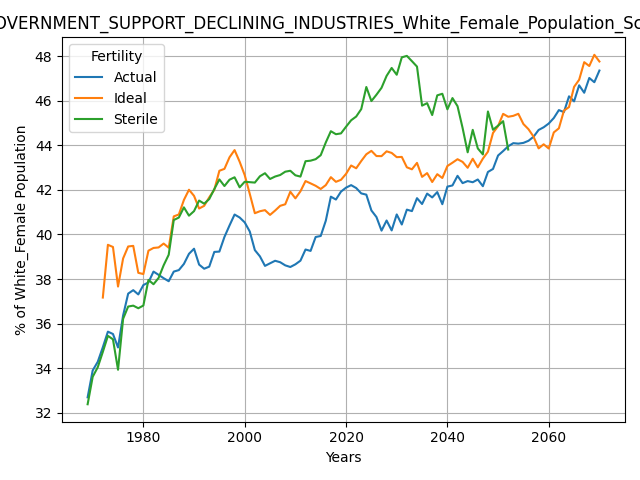 OVERNMENT_SUPPORT_DECLINING_INDUSTRIES_White_Female_Population_Sc
Fertility
Actual
Ideal
Sterile
% of White_Female Population
48
46
44
42
40
38
36
34
32
1980
2000
2020
2040
2060
Years